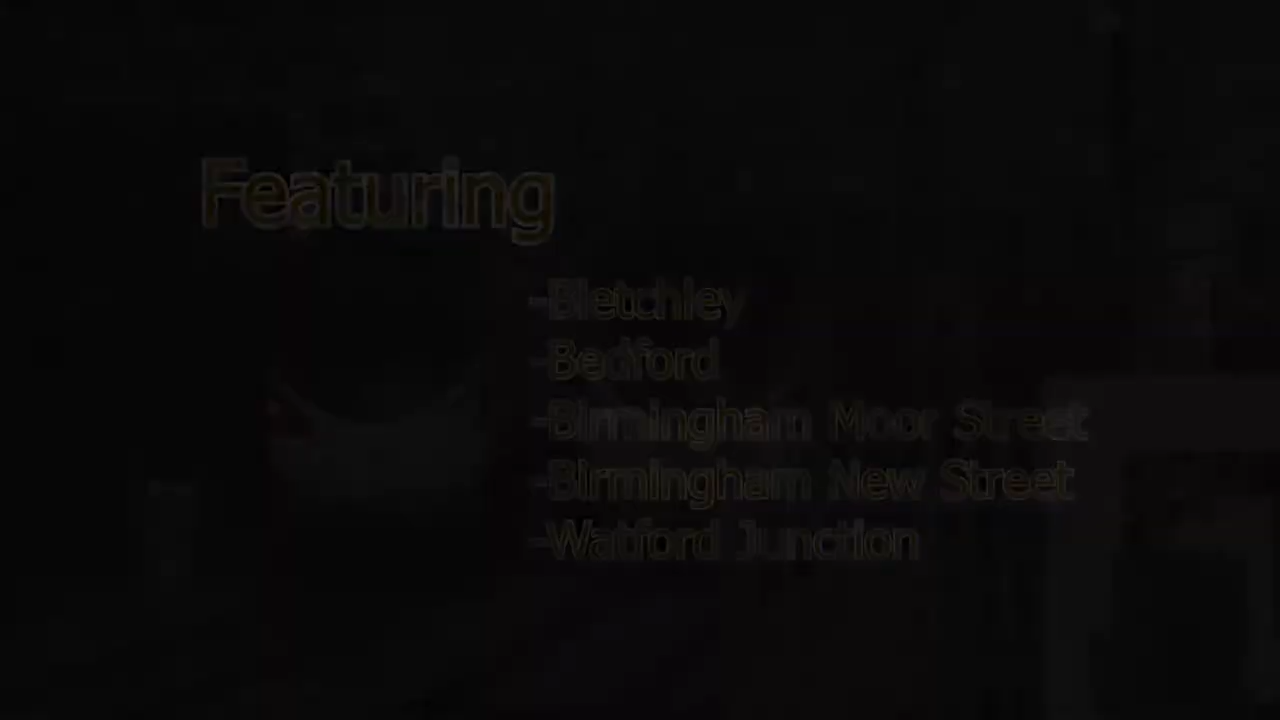 Featuring
-Bletchley
-Bedford
-Birmingham Moor Street
-Birmingham New Street
-Watford Junction